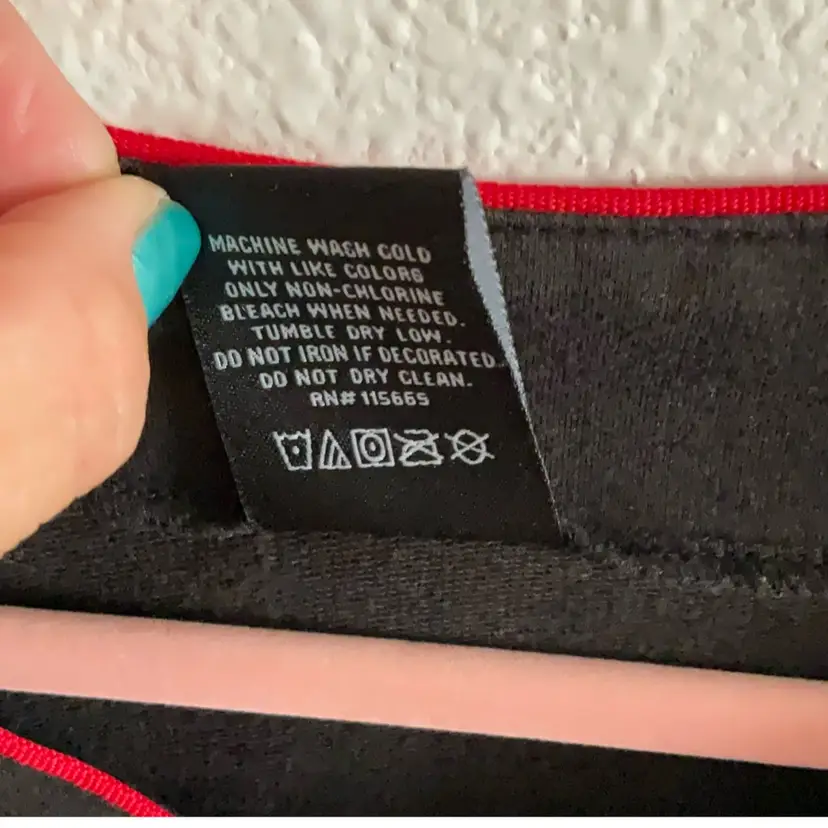 MACHINE WASH COLD
WITH LIKE COLORS
ONLY NON-CHLORINE
BLEACH WHEN NEEDED.
TUMBLE DRY LOW.
DO NOT IRON IF DECORATED.
DO NOT DRY CLEAN.
RN# 115665